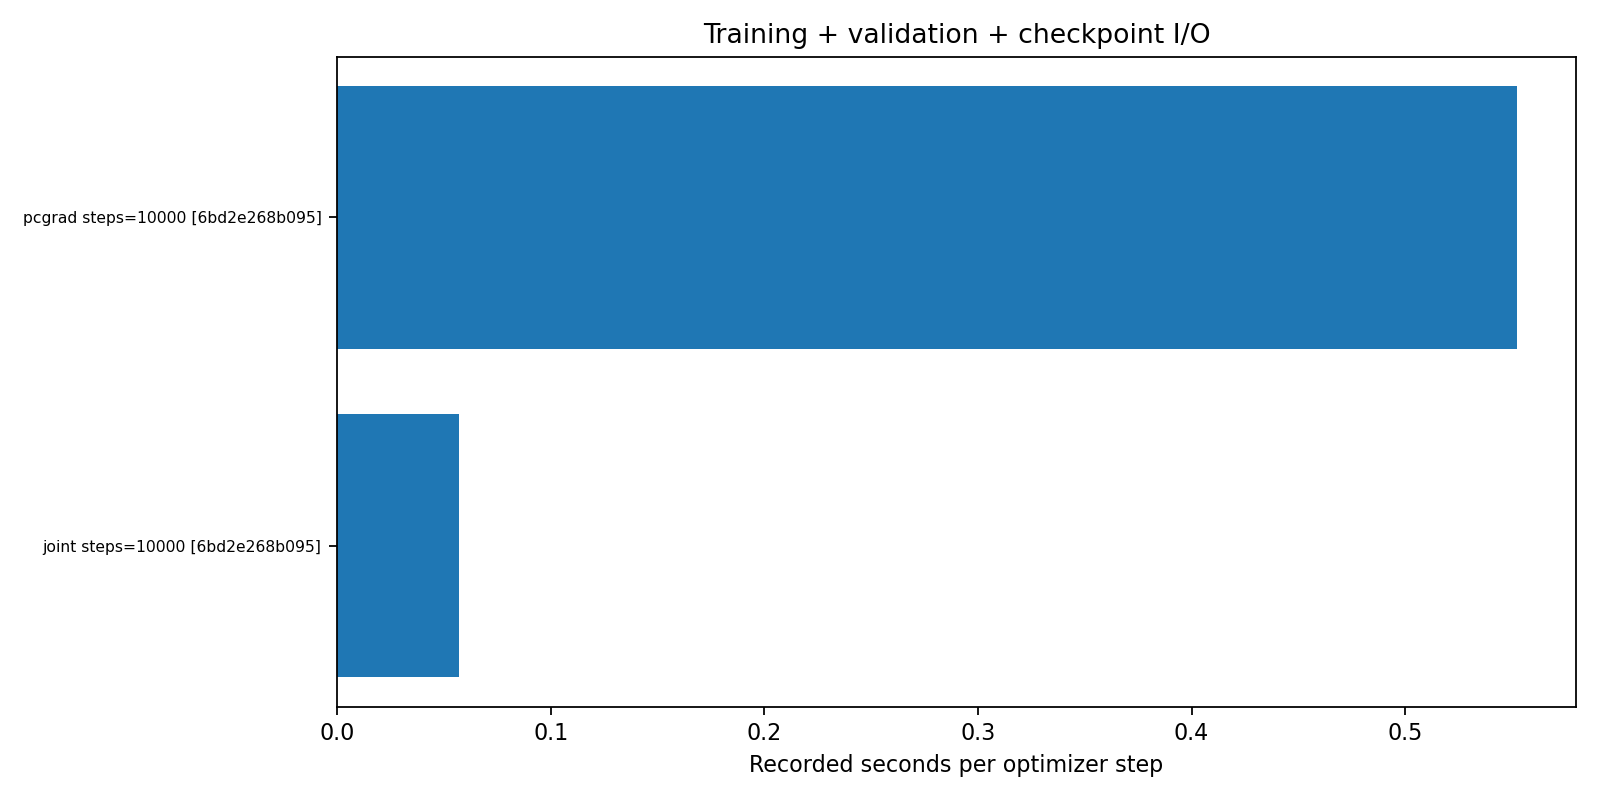 Training + validation + checkpoint I/O
pcgrad steps=10000 [6bd2e268b095]
joint steps=10000 [6bd2e268b095]
0.0 0.1 0.2 0.3 0.4 0.5
Recorded seconds per optimizer step